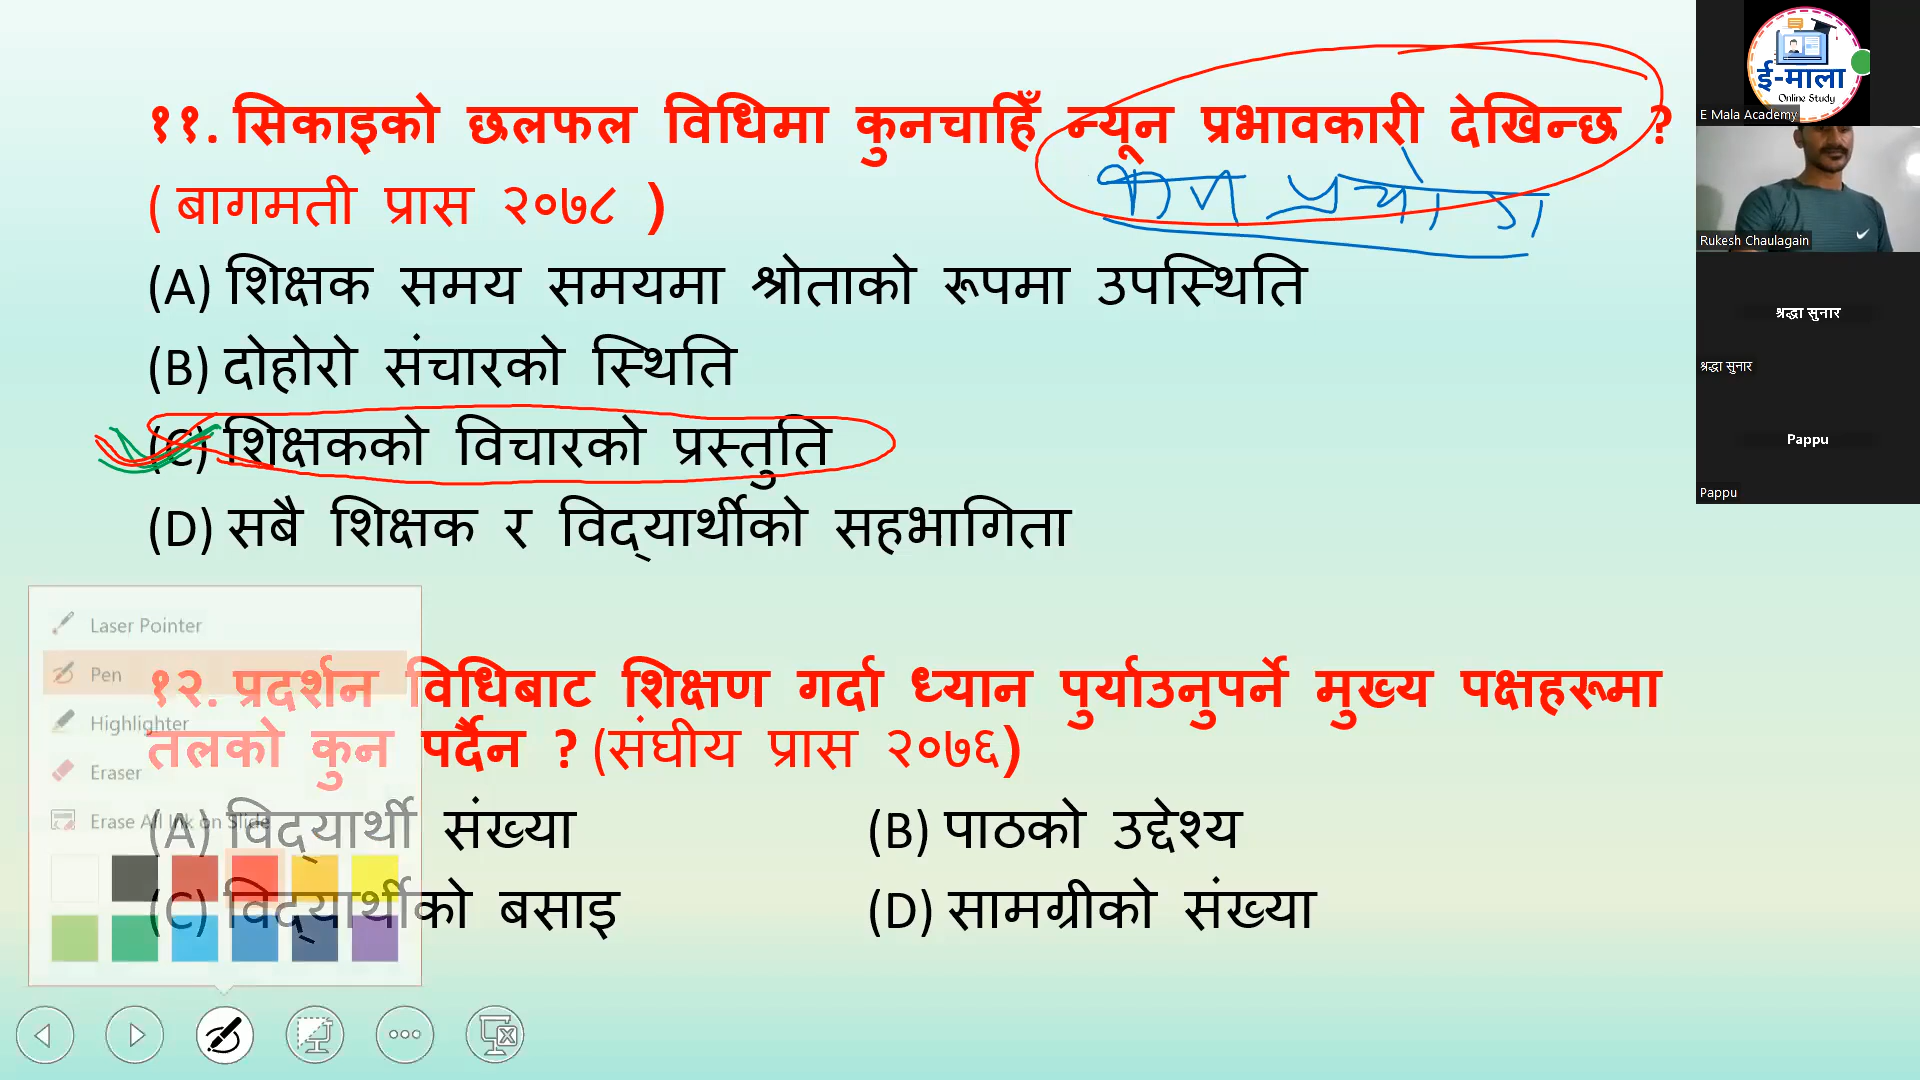 ११. सिकाइको छलफल विधिमा कुनचाहिँ न्यून प्रभावकारी देखिन्छ ?
( बागमती प्रास २०७८ )
कम प्रयोग
(A) शिक्षक समय समयमा श्रोताको रूपमा उपस्थिति
(B) दोहोरो संचारको स्थिति
(C) शिक्षकको विचारको प्रस्तुति
(D) सबै शिक्षक र विद्यार्थीको सहभागिता
१२. प्रदर्शन विधिबाट शिक्षण गर्दा ध्यान पुर्याउनुपर्ने मुख्य पक्षहरूमा
तलको कुन पर्दैन ? (संघीय प्रास २०७६)
(A) विद्यार्थी संख्या (B) पाठको उद्देश्य
(C) विद्यार्थीको बसाइ (D) सामग्रीको संख्या
Laser Pointer
Pen
Highlighter
Eraser
Erase All Ink on Slide
ई-माला
Online Study
E Mala Academy
Rukesh Chaulagain
श्रद्धा सुनार
श्रद्धा सुनार
Pappu
Pappu